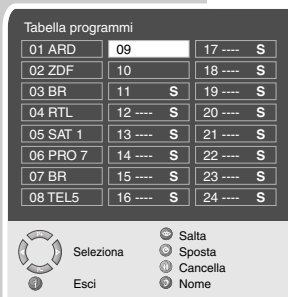 Tabella programmi
01 ARD 09 17 ---- S
02 ZDF 10 18 ---- S
03 BR 11 S 19 ---- S
04 RTL 12 ---- S 20 ---- S
05 SAT 1 13 ---- S 21 ---- S
06 PRO 7 14 ---- S 22 ---- S
07 BR 15 ---- S 23 ---- S
08 TEL5 16 ---- S 24 ---- S
Salta
Seleziona Sposta
Cancella
Esci Nome